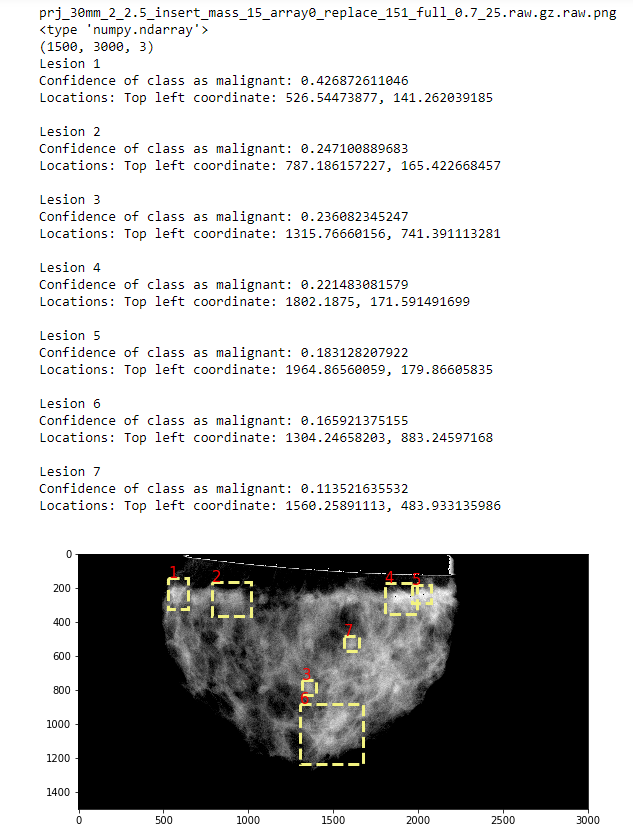 prj_30mm_2_2.5_insert_mass_15_array0_replace_151_full_0.7_25.raw.gz.raw.png
<type 'numpy.ndarray'>
(1500, 3000, 3)
Lesion 1
Confidence of class as malignant: 0.426872611046
Locations: Top left coordinate: 526.54473877, 141.262039185
Lesion 2
Confidence of class as malignant: 0.247100889683
Locations: Top left coordinate: 787.186157227, 165.422668457
Lesion 3
Confidence of class as malignant: 0.236082345247
Locations: Top left coordinate: 1315.76660156, 741.391113281
Lesion 4
Confidence of class as malignant: 0.221483081579
Locations: Top left coordinate: 1802.1875, 171.591491699
Lesion 5
Confidence of class as malignant: 0.183128207922
Locations: Top left coordinate: 1964.86560059, 179.86605835
Lesion 6
Confidence of class as malignant: 0.165921375155
Locations: Top left coordinate: 1304.24658203, 883.24597168
Lesion 7
Confidence of class as malignant: 0.113521635532
Locations: Top left coordinate: 1560.25891113, 483.933135986
0
200
400
600
800
1000
1200
1400
1
2
4
5
7
3
6
0 500 1000 1500 2000 2500 3000